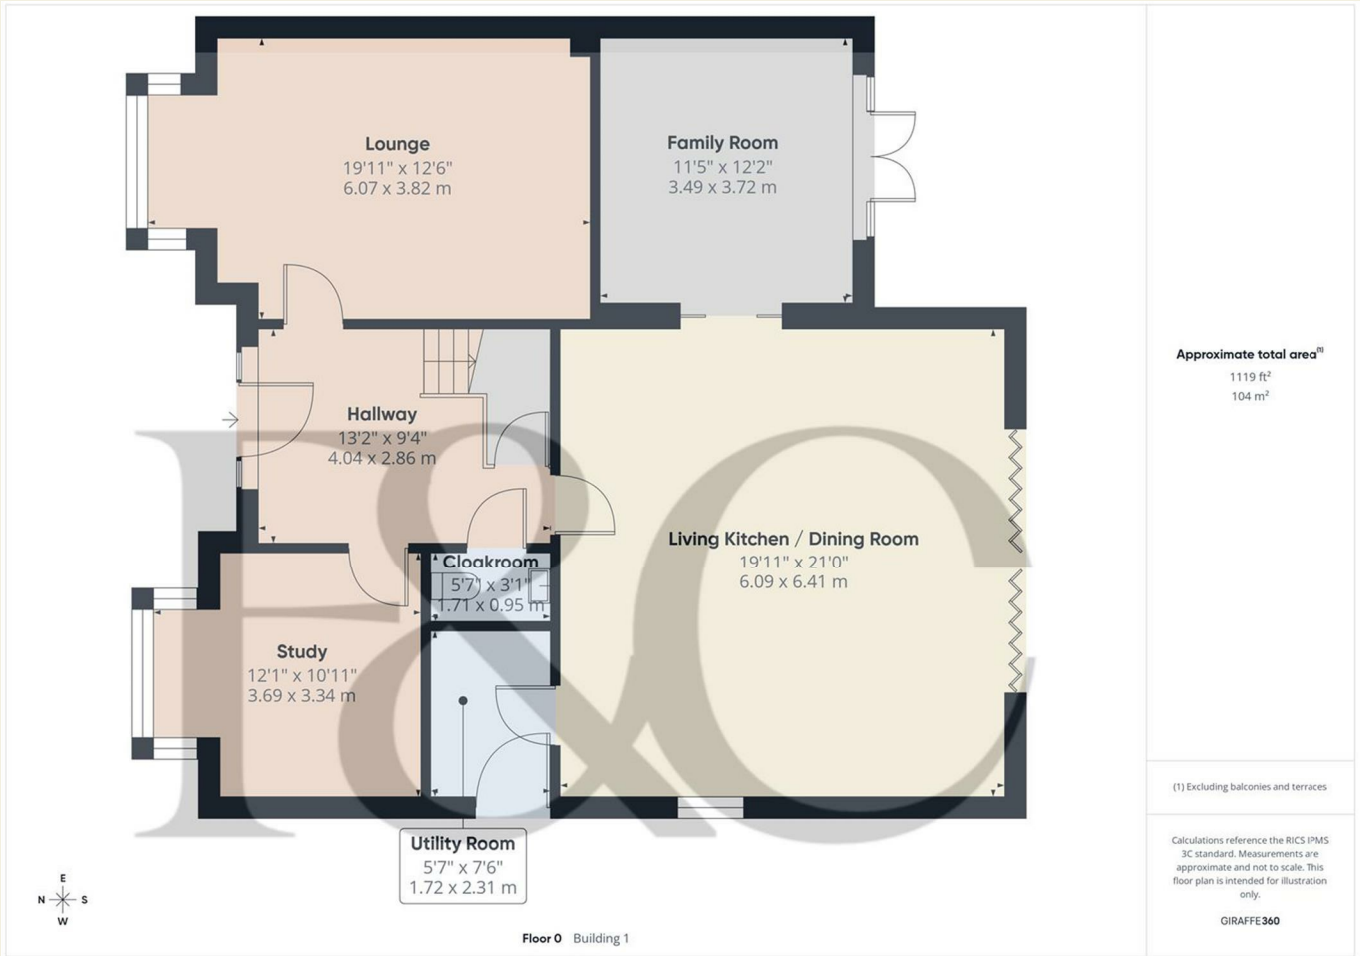 Lounge
19'11" x 12'6"
6.07 x 3.82 m
Family Room
11'5" x 12'2"
3.49 x 3.72 m
Hallway
13'2" x 9'4"
4.04 x 2.86 m
Living Kitchen / Dining Room
19'11" x 21'0"
6.09 x 6.41 m
Cloakroom
5'7" x 3'1"
1.71 x 0.95 m
Study
12'1" x 10'11"
3.69 x 3.34 m
Utility Room
5'7" x 7'6"
1.72 x 2.31 m
F&C
E
N S
W
Floor 0 Building 1
Approximate total area(1)
1119 ft²
104 m²
(1) Excluding balconies and terraces
Calculations reference the RICS IPMS
3C standard. Measurements are
approximate and not to scale. This
floor plan is intended for illustration
only.
GIRAFFE360